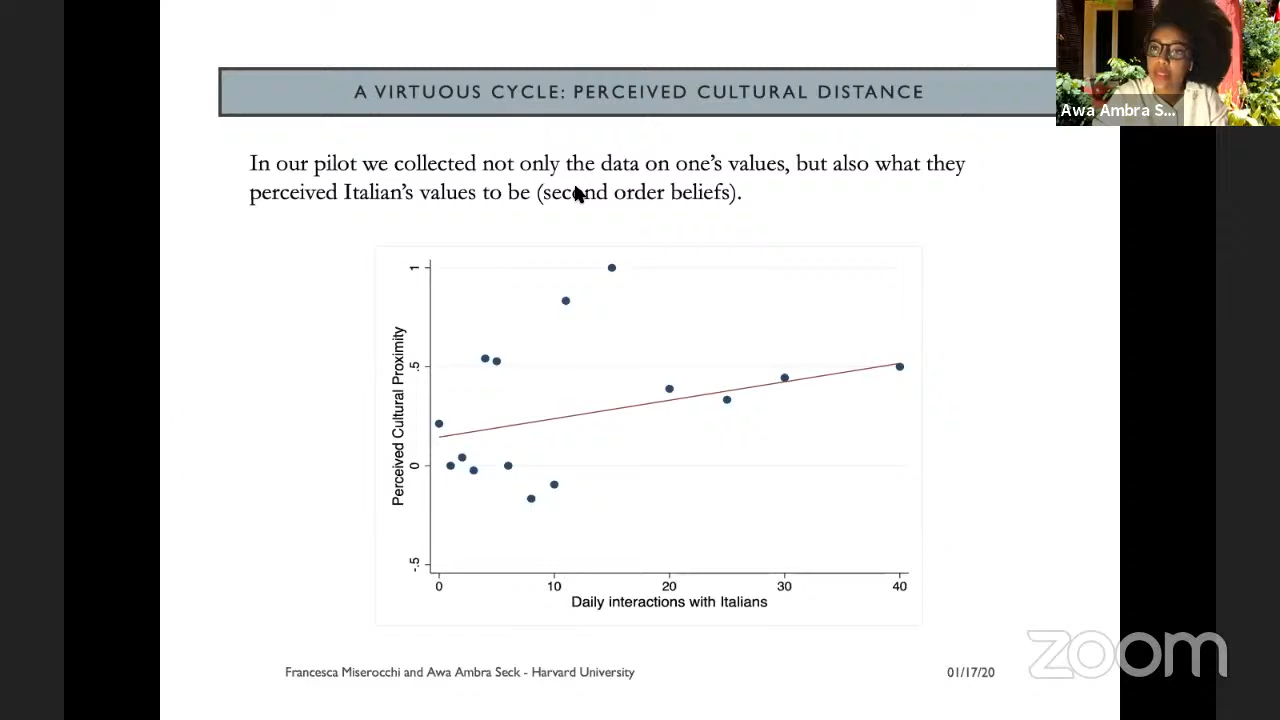 A VIRTUOUS CYCLE: PERCEIVED CULTURAL DISTANCE
Awa Ambra S...
In our pilot we collected not only the data on one's values, but also what they
perceived Italian's values to be (second order beliefs).
Perceived Cultural Proximity
1
.5
0
-.5
0 10 20 30 40
Daily interactions with Italians
Francesca Miserocchi and Awa Ambra Seck - Harvard University
01/17/20
zoom